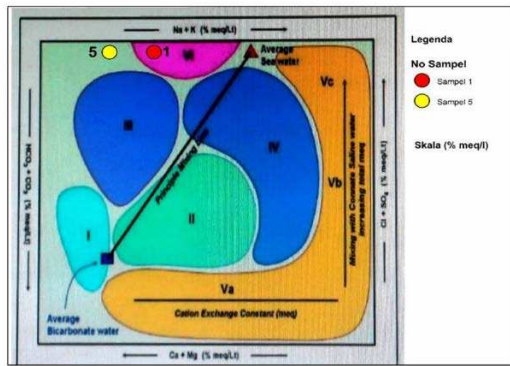 Na + K (% meq/Lt)
5
1
VI
Average
Sea water
Vc
III
Principle Mixing Line
IV
HCO₃ + CO₃ (% meq/Lt)
Vb
Mixing with Connate Saline water
increasing total meq
Cl + SO₄ (% meq/Lt)
I
II
Va
Cation Exchange Constant (meq)
Average
Bicarbonate water
Ca + Mg (% meq/Lt)
Legenda
No Sampel
Sampel 1
Sampel 5
Skala (% meq/l)